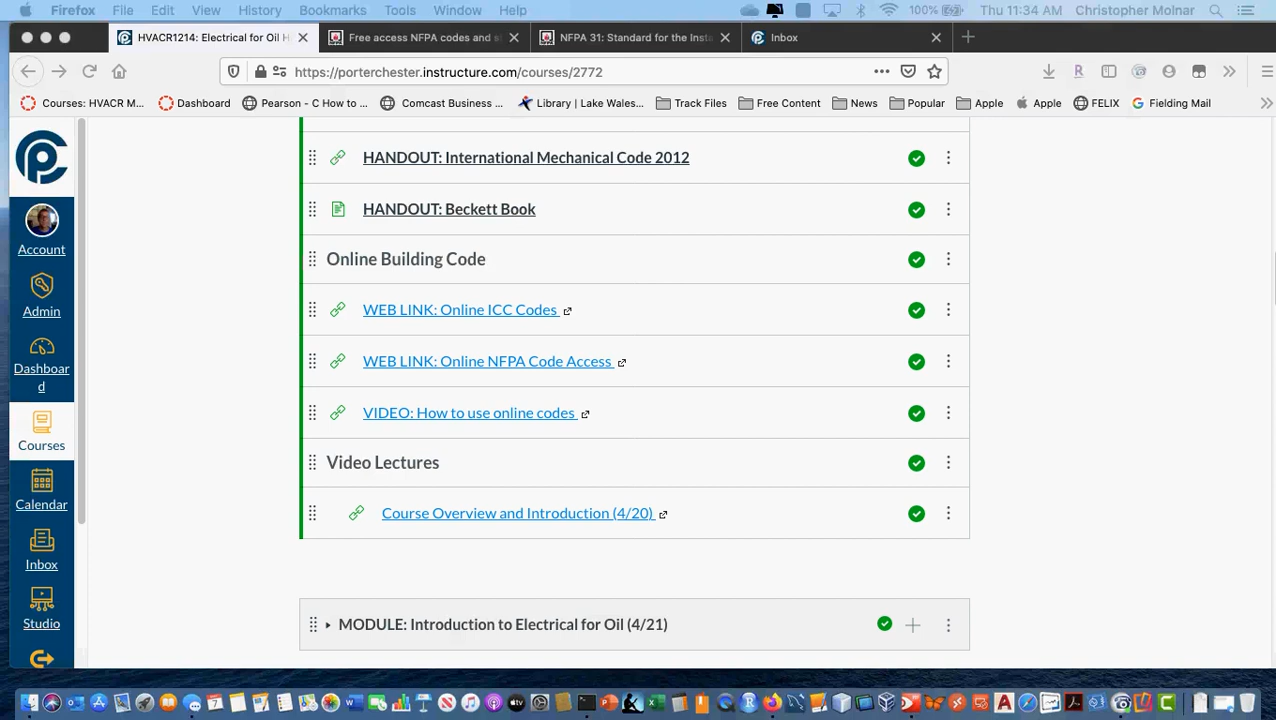 Firefox File Edit View History Bookmarks Tools Window Help 100% Thu 11:34 AM Christopher Molnar
HVACR1214: Electrical for Oil H Free access NFPA codes and s NFPA 31: Standard for the Insta Inbox
https://porterchester.instructure.com/courses/2772
Courses: HVACR M... Dashboard Pearson - C How to ... Comcast Business ... Library | Lake Wales... Track Files Free Content News Popular Apple Apple FELIX Fielding Mail
HANDOUT: International Mechanical Code 2012
HANDOUT: Beckett Book
Online Building Code
WEB LINK: Online ICC Codes
WEB LINK: Online NFPA Code Access
VIDEO: How to use online codes
Video Lectures
Course Overview and Introduction (4/20)
MODULE: Introduction to Electrical for Oil (4/21)
Account
Admin
Dashboar
d
Courses
Calendar
Inbox
Studio